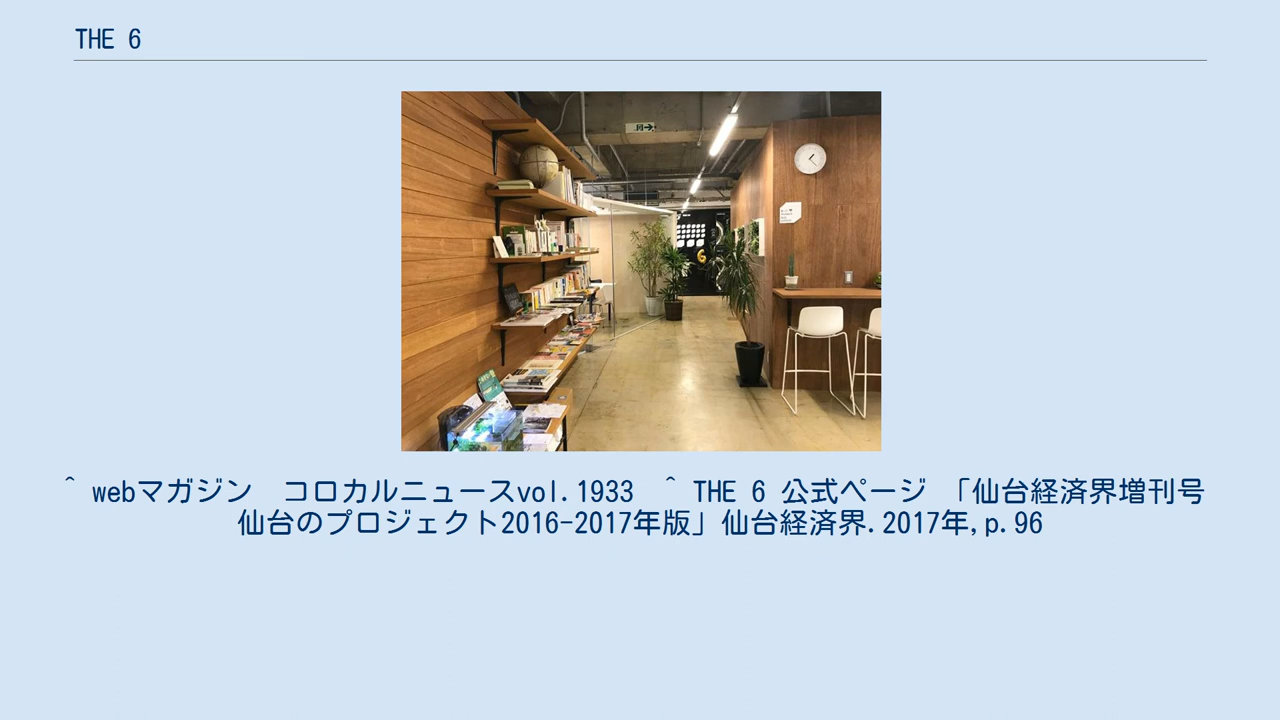 THE 6
^ webマガジン　コロカルニュースvol.1933　^ THE 6 公式ページ 「仙台経済界増刊号
仙台のプロジェクト2016-2017年版」仙台経済界.2017年,p.96